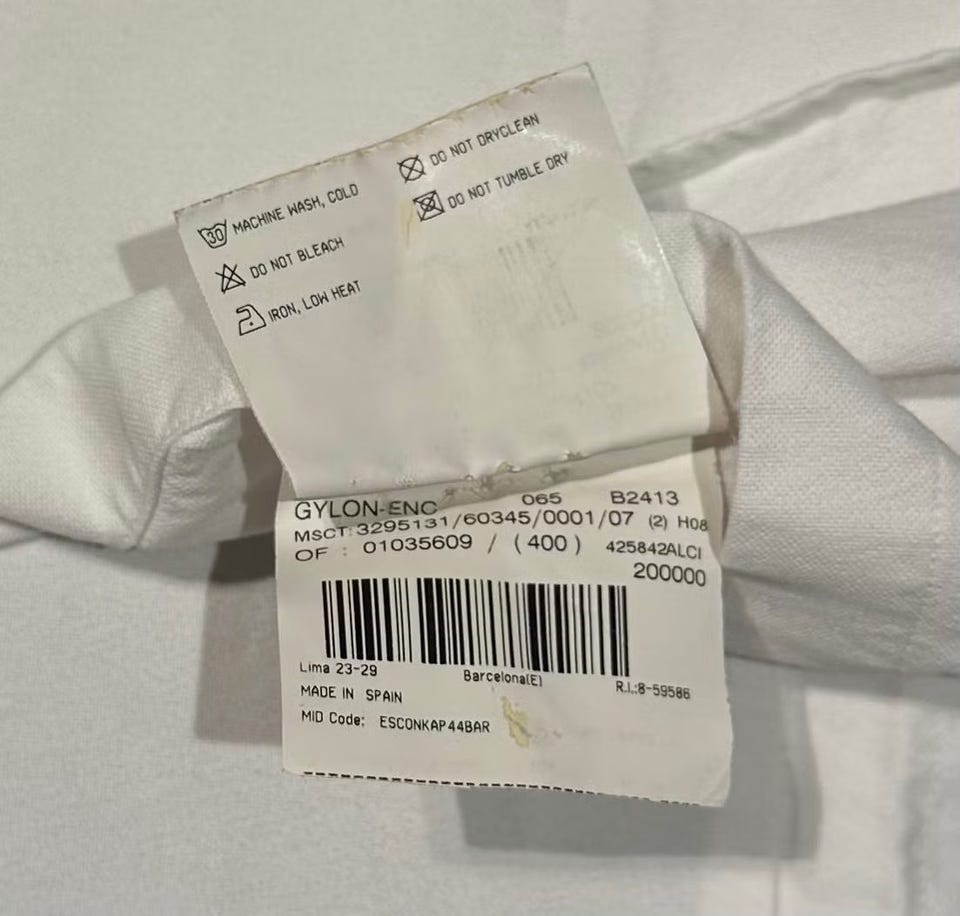 30 MACHINE WASH, COLD
DO NOT BLEACH
IRON, LOW HEAT
DO NOT DRYCLEAN
DO NOT TUMBLE DRY
GYLON-ENC 065 B2413
MSCT: 3295131/60345/0001/07 (2) H08
OF : 01035609 / (400) 425842ALCI
200000
Lima 23-29 Barcelona(E) R.I.:8-59586
MADE IN SPAIN
MID Code: ESCONKAP44BAR